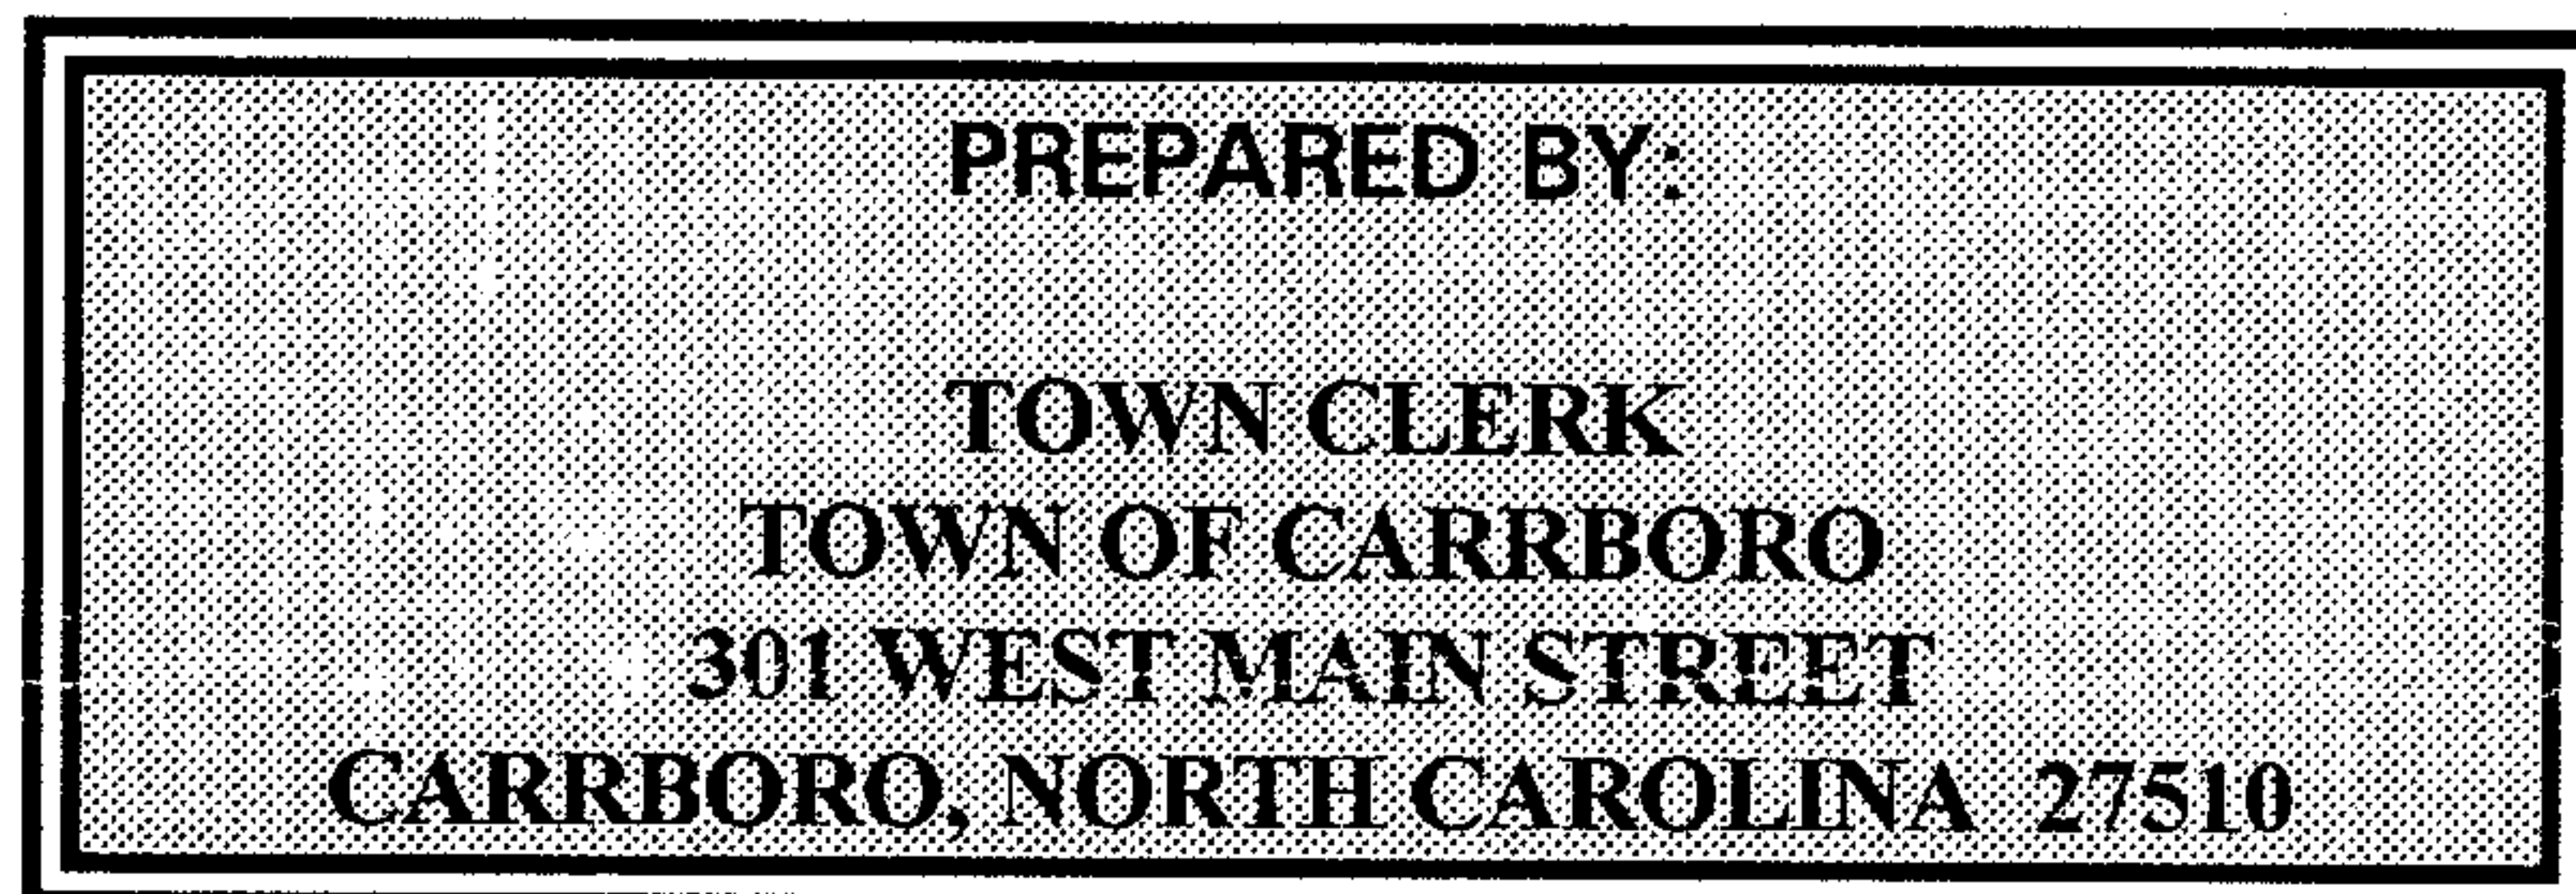 PREPARED BY:
TOWN CLERK
TOWN OF CARRBORO
301 WEST MAIN STREET
CARRBORO, NORTH CAROLINA 27510